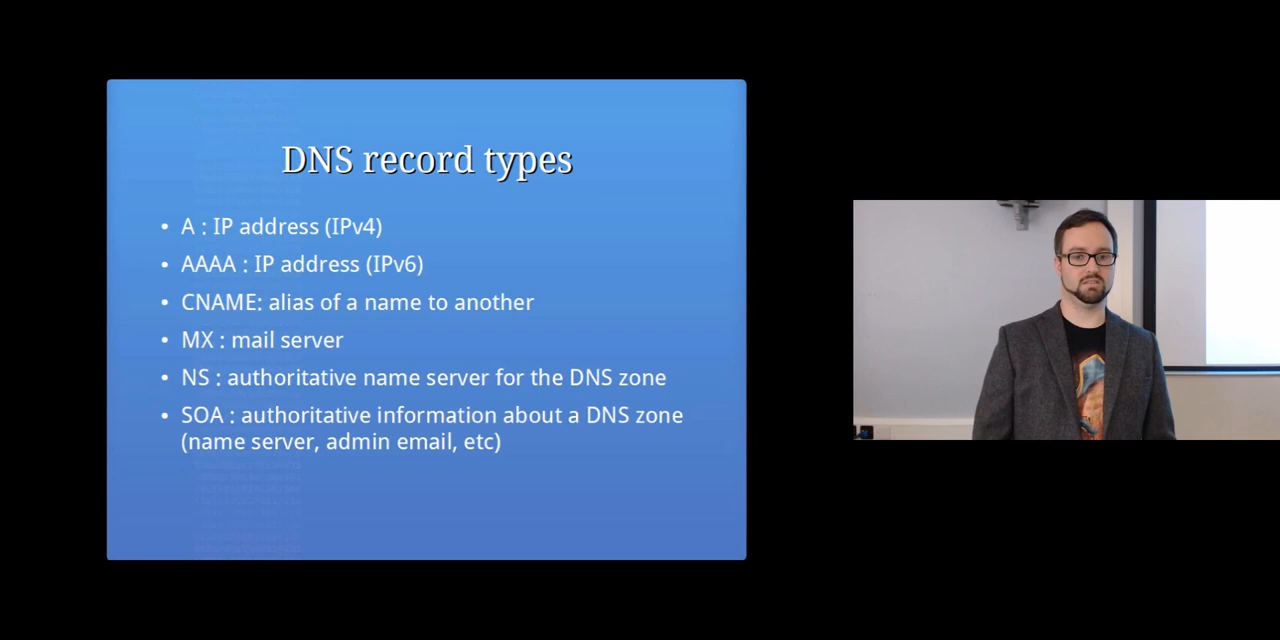 DNS record types
• A : IP address (IPv4)
• AAAA : IP address (IPv6)
• CNAME: alias of a name to another
• MX : mail server
• NS : authoritative name server for the DNS zone
• SOA : authoritative information about a DNS zone
(name server, admin email, etc)